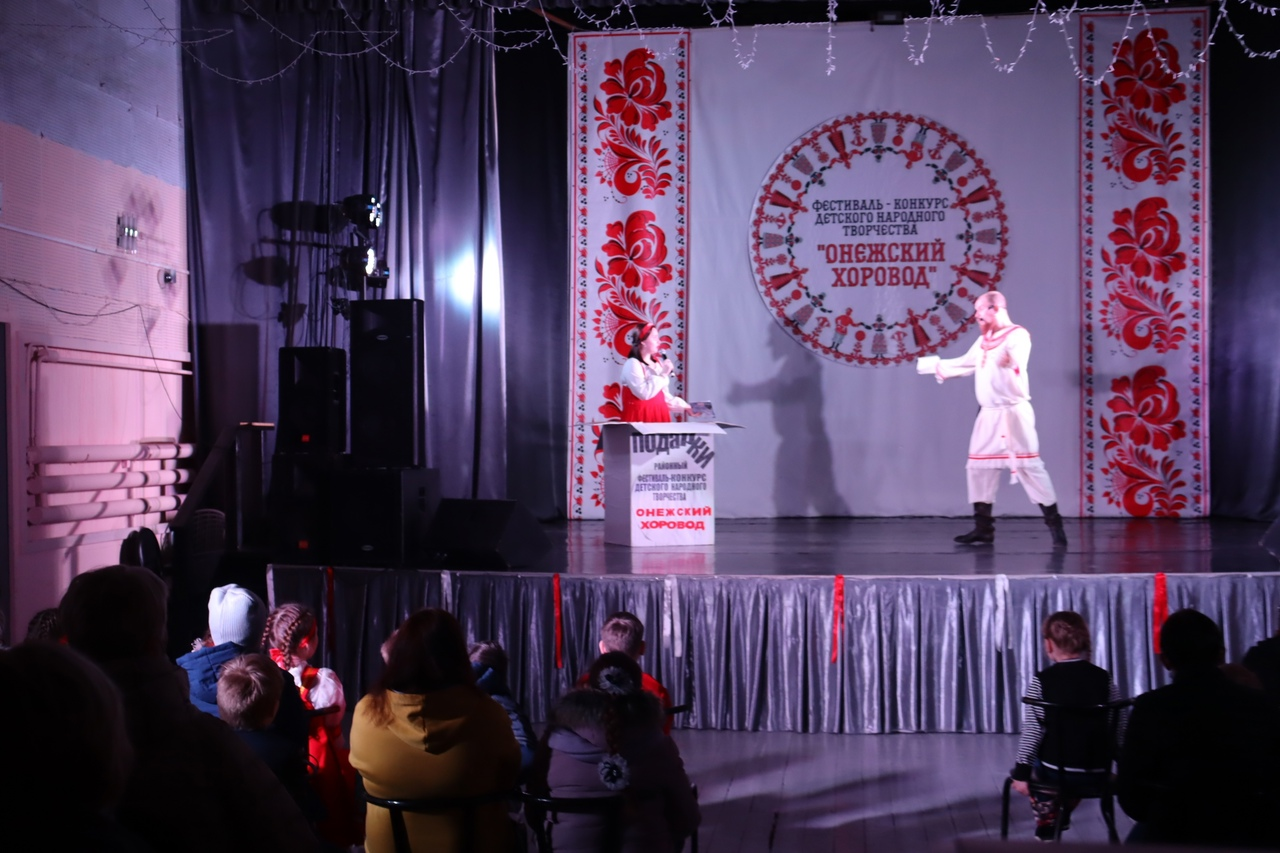 ФЕСТИВАЛЬ - КОНКУРС
ДЕТСКОГО НАРОДНОГО
ТВОРЧЕСТВА
"ОНЕЖСКИЙ
ХОРОВОД"
ПОДАРКИ
РАЙОННЫЙ
ФЕСТИВАЛЬ-КОНКУРС
ДЕТСКОГО НАРОДНОГО
ТВОРЧЕСТВА
ОНЕЖСКИЙ
ХОРОВОД